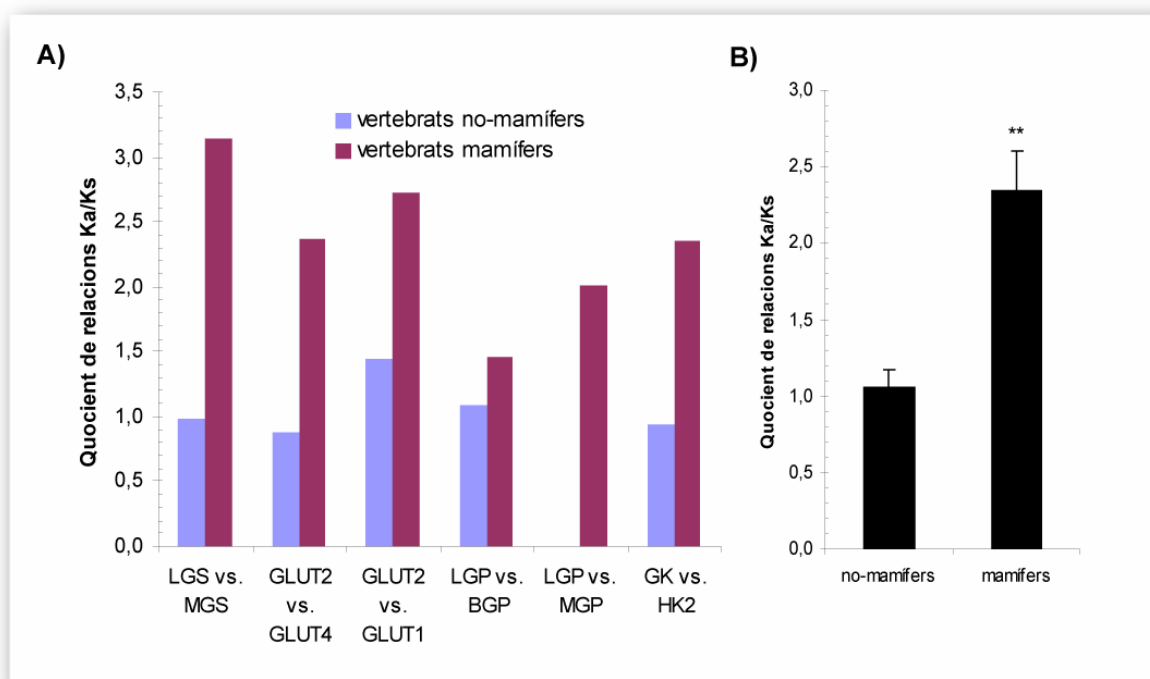 A)
Quocient de relacions Ka/Ks
3,5
3,0
2,5
2,0
1,5
1,0
0,5
0,0
vertebrats no-mamífers
vertebrats mamífers
LGS vs.
MGS
GLUT2
vs.
GLUT4
GLUT2
vs.
GLUT1
LGP vs.
BGP
LGP vs.
MGP
GK vs.
HK2
B)
Quocient de relacions Ka/Ks
3,0
2,5
2,0
1,5
1,0
0,5
0,0
**
no-mamífers
mamífers